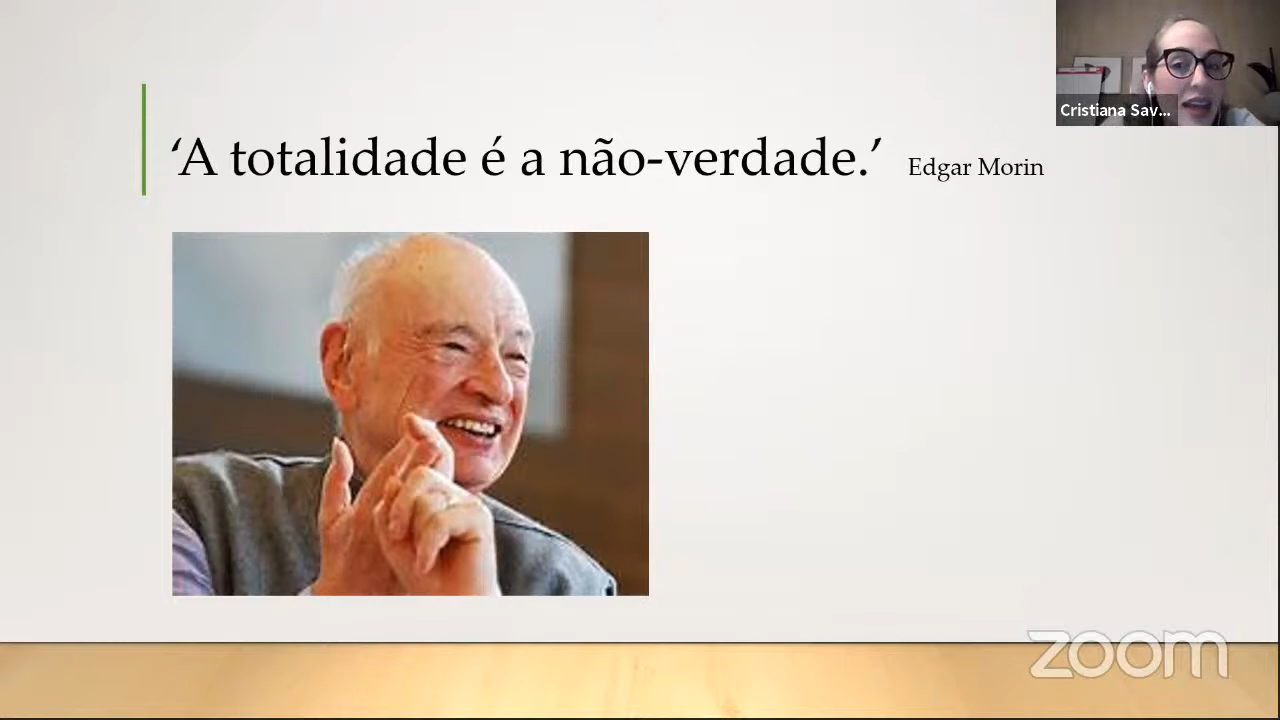 ‘A totalidade é a não-verdade.’ Edgar Morin
Cristiana Sav...
zoom